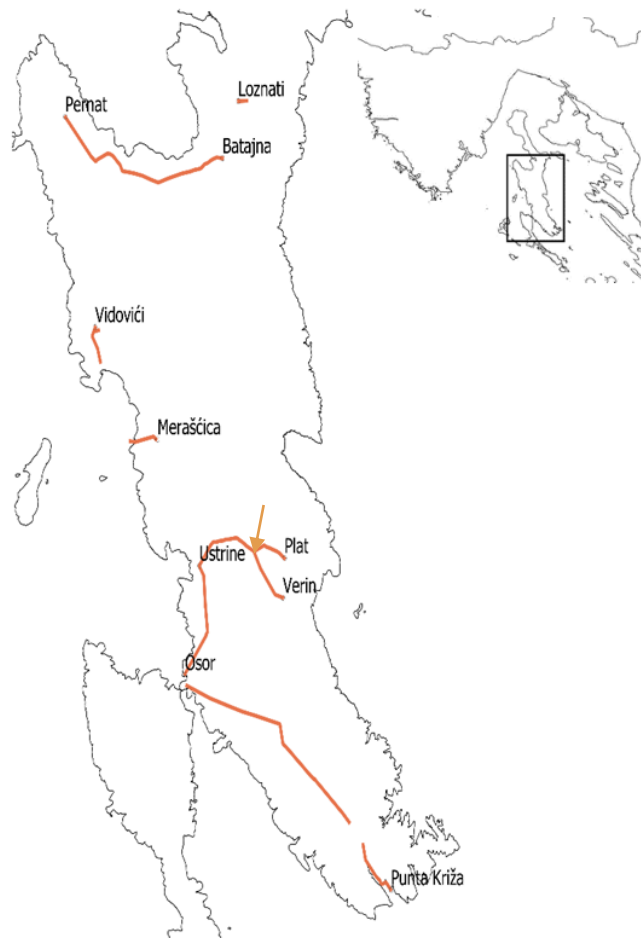 Loznati
Pernat
Batajna
Vidovići
Merašćica
Ustrine
Plat
Verin
Osor
Punta Križa